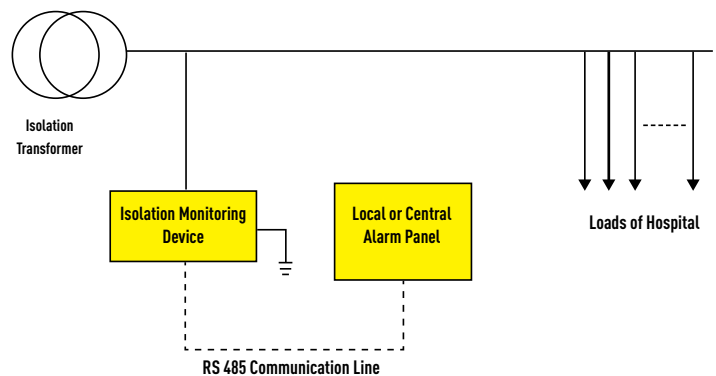 Isolation
Transformer
Isolation Monitoring
Device
Local or Central
Alarm Panel
Loads of Hospital
RS 485 Communication Line